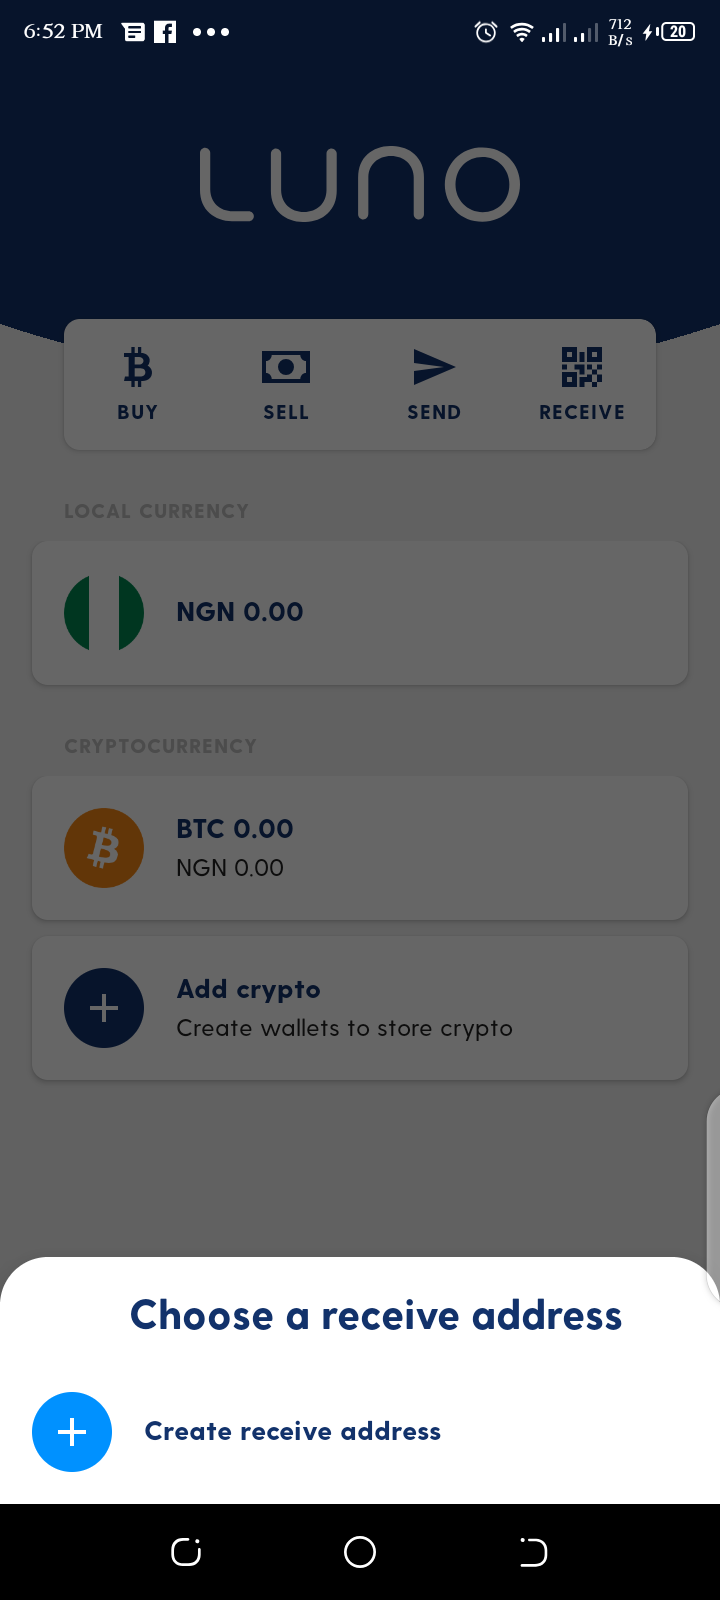 6:52 PM
712 B/s
20
LUNO
BUY
SELL
SEND
RECEIVE
LOCAL CURRENCY
NGN 0.00
CRYPTOCURRENCY
BTC 0.00
NGN 0.00
Add crypto
Create wallets to store crypto
Choose a receive address
Create receive address